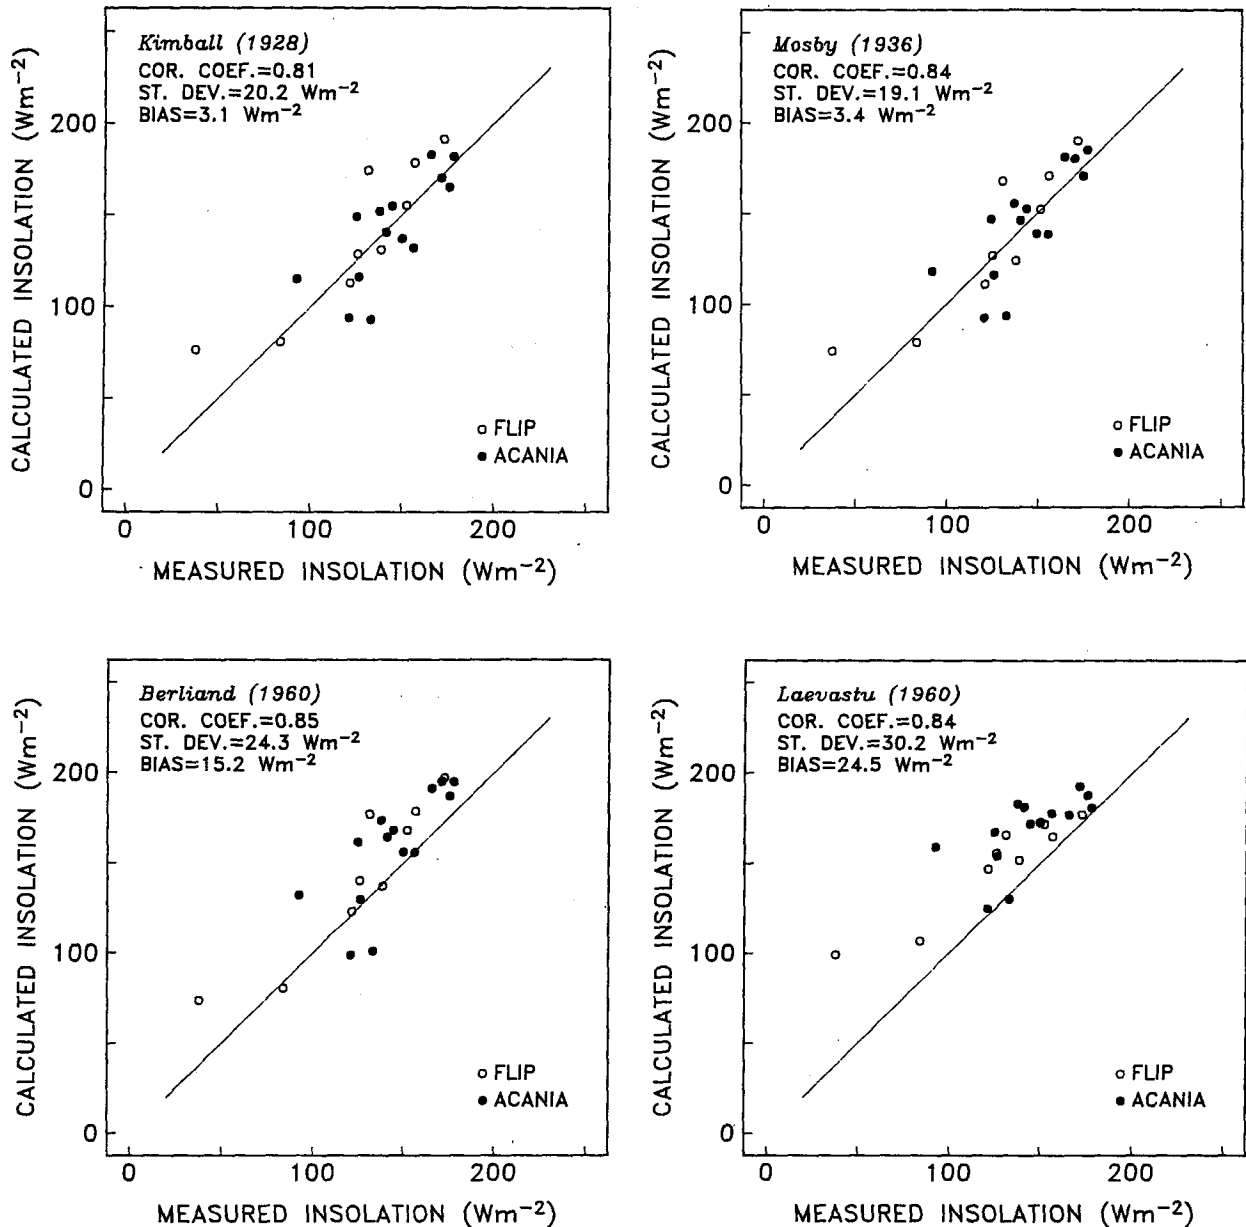 Kimball (1928)
COR. COEF.=0.81
ST. DEV.=20.2 Wm⁻²
BIAS=3.1 Wm⁻²
200
100
0
CALCULATED INSOLATION (Wm⁻²)
○ FLIP
● ACANIA
0 100 200
MEASURED INSOLATION (Wm⁻²)
Mosby (1936)
COR. COEF.=0.84
ST. DEV.=19.1 Wm⁻²
BIAS=3.4 Wm⁻²
200
100
0
CALCULATED INSOLATION (Wm⁻²)
○ FLIP
● ACANIA
0 100 200
MEASURED INSOLATION (Wm⁻²)
Berliand (1960)
COR. COEF.=0.85
ST. DEV.=24.3 Wm⁻²
BIAS=15.2 Wm⁻²
200
100
0
CALCULATED INSOLATION (Wm⁻²)
○ FLIP
● ACANIA
0 100 200
MEASURED INSOLATION (Wm⁻²)
Laevastu (1960)
COR. COEF.=0.84
ST. DEV.=30.2 Wm⁻²
BIAS=24.5 Wm⁻²
200
100
0
CALCULATED INSOLATION (Wm⁻²)
○ FLIP
● ACANIA
0 100 200
MEASURED INSOLATION (Wm⁻²)